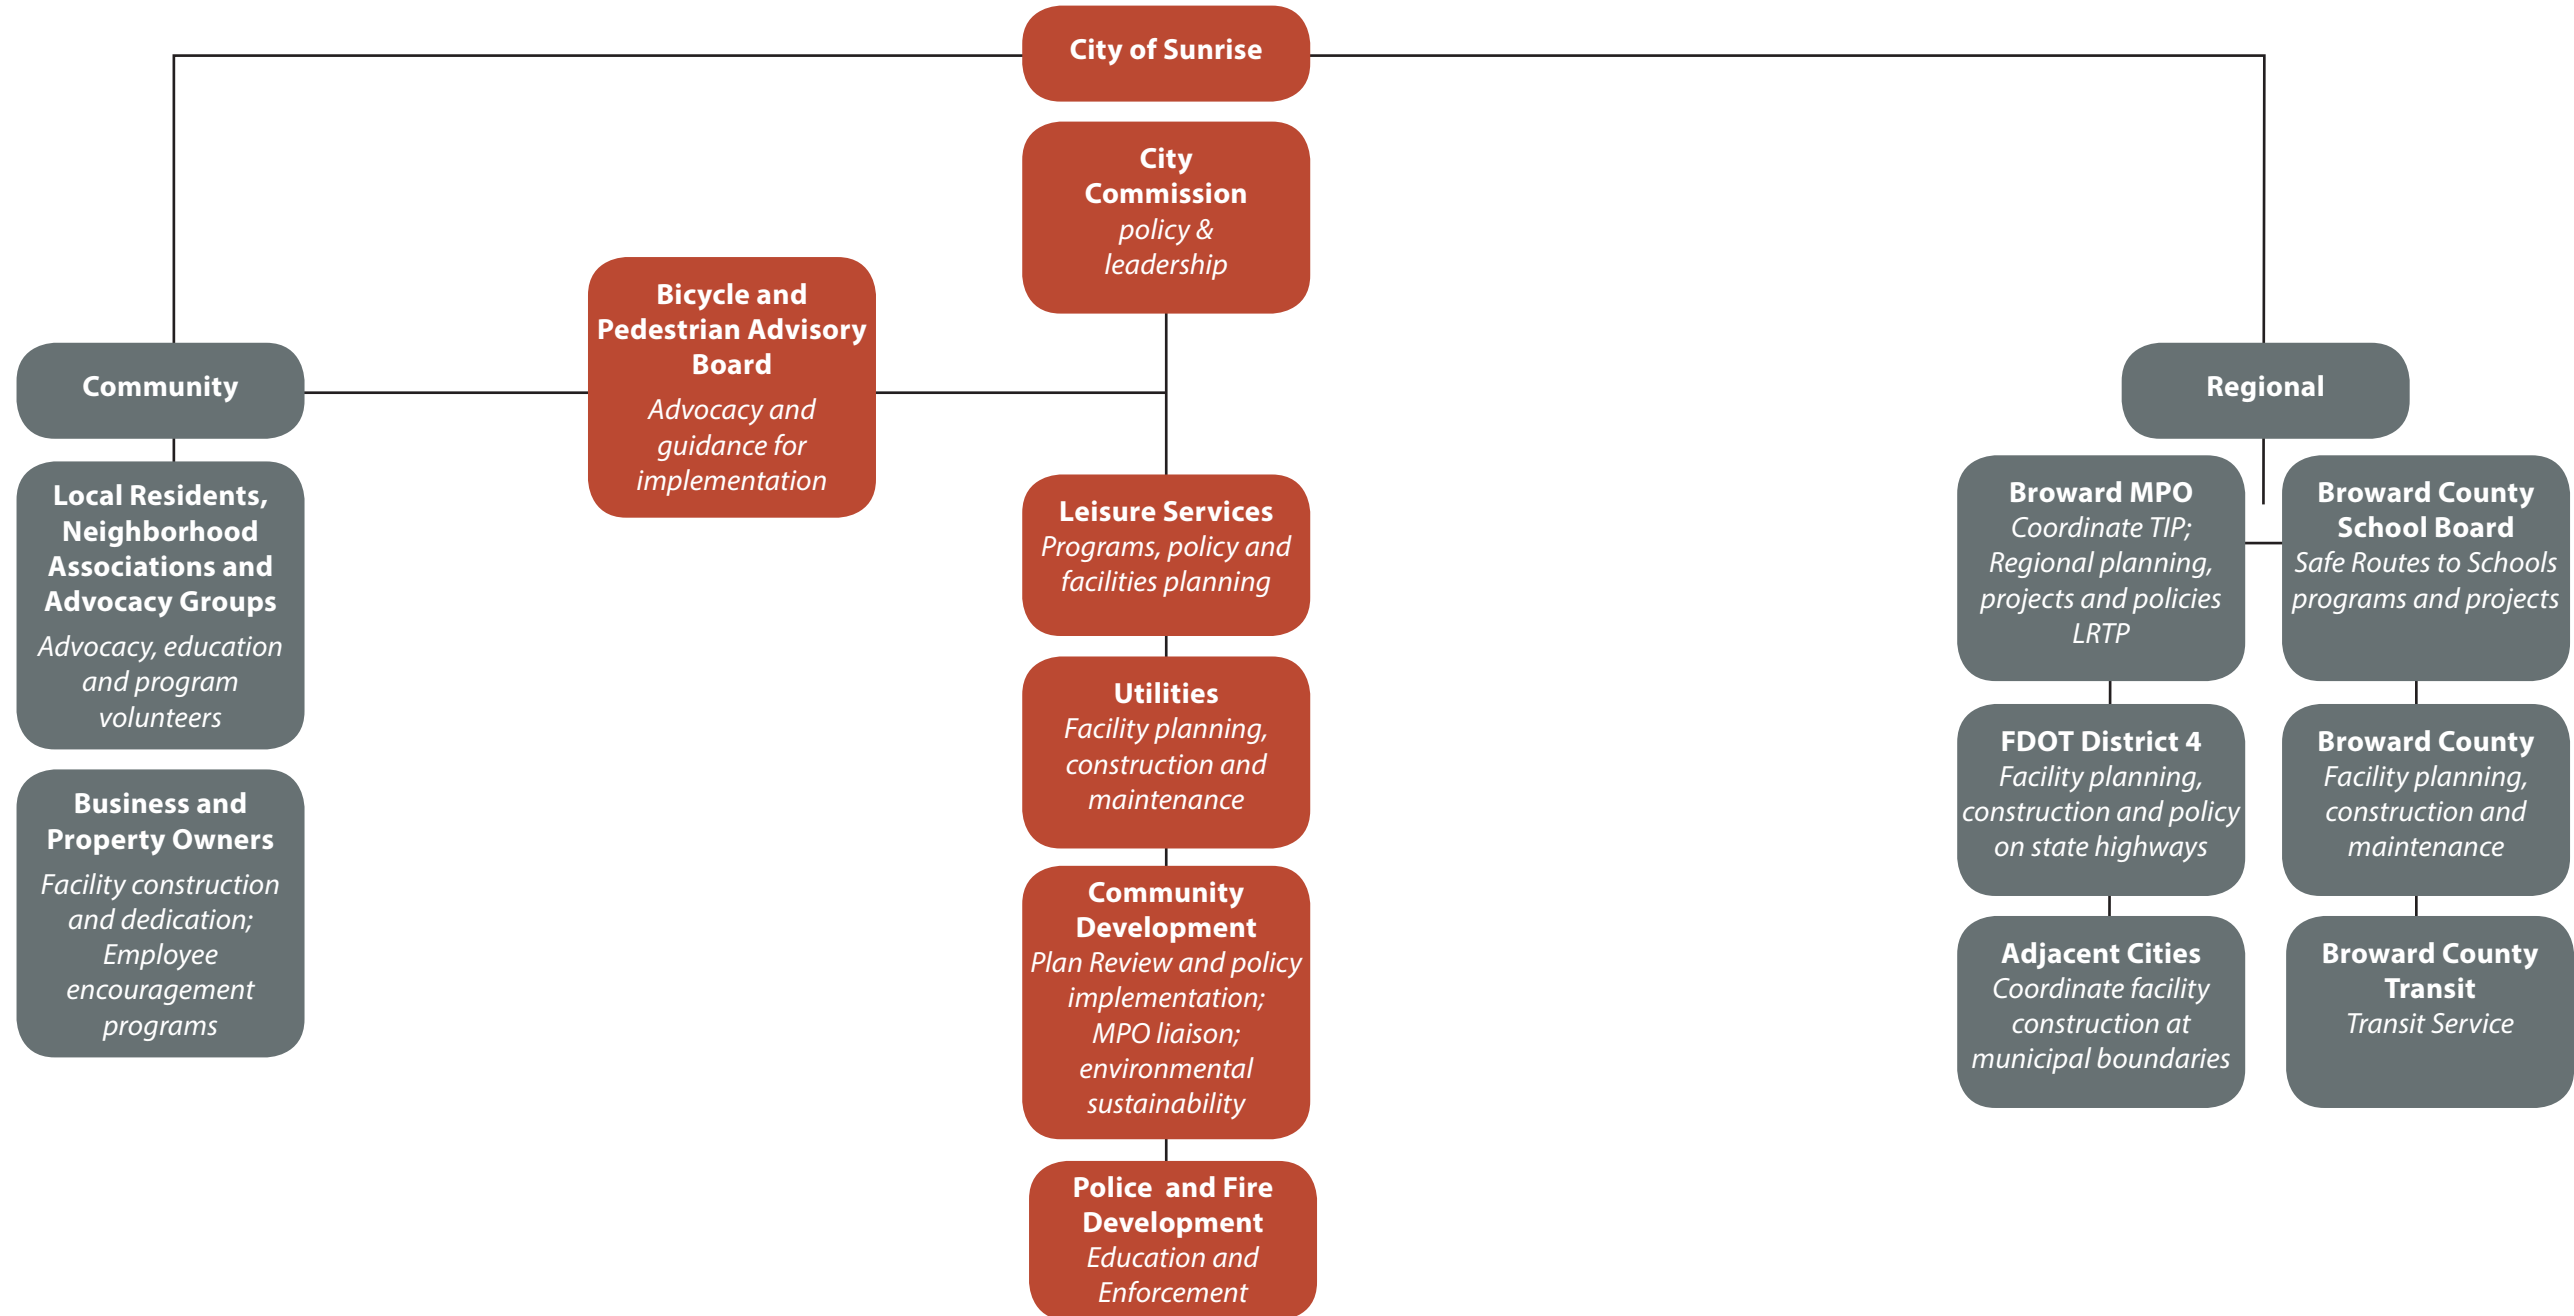 City of Sunrise
City
Commission
policy &
leadership
Bicycle and
Pedestrian Advisory
Board
Advocacy and
guidance for
implementation
Community
Local Residents,
Neighborhood
Associations and
Advocacy Groups
Advocacy, education
and program
volunteers
Business and
Property Owners
Facility construction
and dedication;
Employee
encouragement
programs
Leisure Services
Programs, policy and
facilities planning
Utilities
Facility planning,
construction and
maintenance
Community
Development
Plan Review and policy
implementation;
MPO liaison;
environmental
sustainability
Police and Fire
Development
Education and
Enforcement
Regional
Broward MPO
Coordinate TIP;
Regional planning,
projects and policies
LRTP
Broward County
School Board
Safe Routes to Schools
programs and projects
FDOT District 4
Facility planning,
construction and policy
on state highways
Broward County
Facility planning,
construction and
maintenance
Adjacent Cities
Coordinate facility
construction at
municipal boundaries
Broward County
Transit
Transit Service